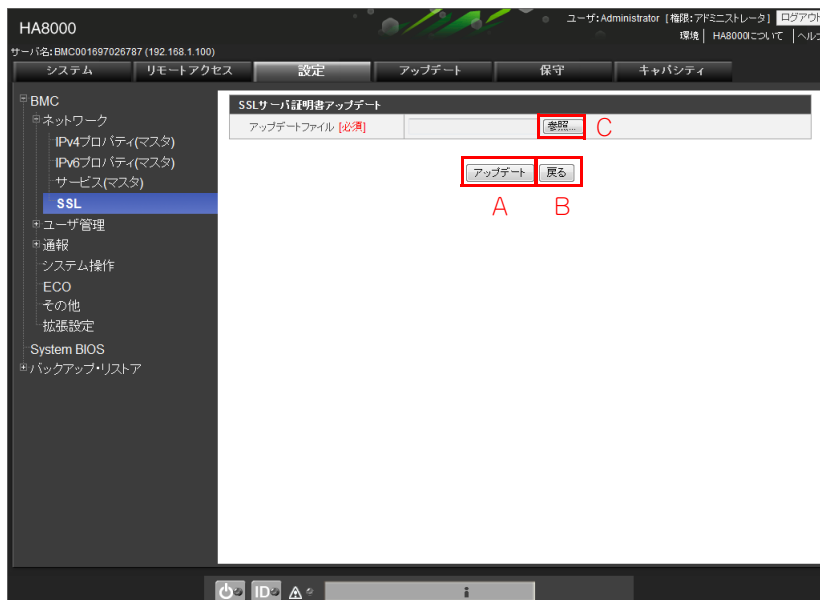 HA8000
ユーザ:Administrator [権限:アドミニストレータ] ログアウト
環境 | HA8000について | ヘルプ
サーバ名:BMC001697026787 (192.168.1.100)
システム リモートアクセス 設定 アップデート 保守 キャパシティ
BMC
ネットワーク
IPv4プロパティ(マスタ)
IPv6プロパティ(マスタ)
サービス(マスタ)
SSL
ユーザ管理
通報
システム操作
ECO
その他
拡張設定
System BIOS
バックアップ・リストア
SSLサーバ証明書アップデート
アップデートファイル [必須] 参照... C
アップデート 戻る
A B
ID